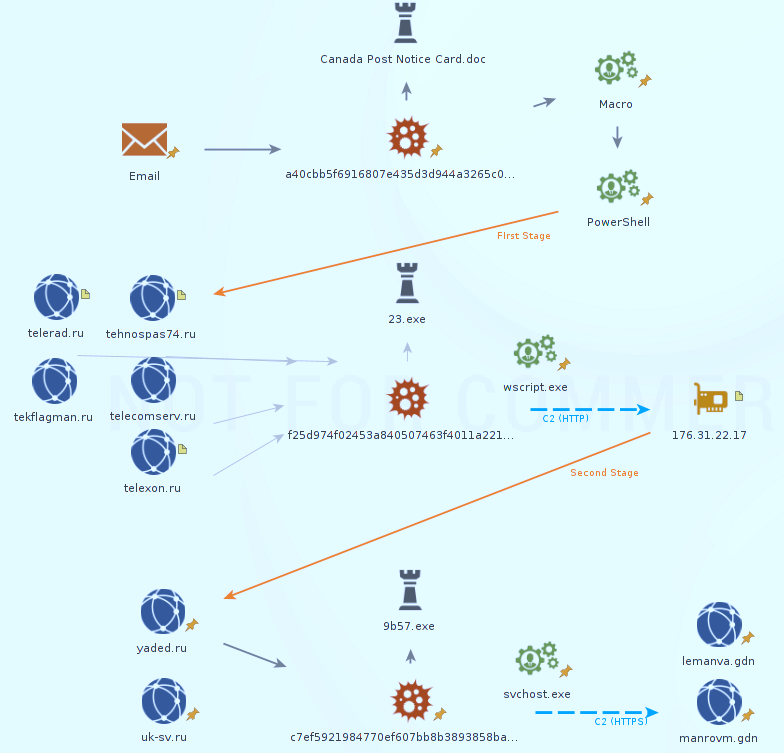 Canada Post Notice Card.doc
Macro
Email
a40cbb5f6916807e435d3d944a3265c0...
PowerShell
First Stage
23.exe
telerad.ru
tehnospas74.ru
wscript.exe
tekflagman.ru
telecomserv.ru
C2 (HTTP)
f25d974f02453a840507463f4011a221...
176.31.22.17
Second Stage
telexon.ru
9b57.exe
yaded.ru
lemanva.gdn
svchost.exe
C2 (HTTPS)
uk-sv.ru
c7ef5921984770ef607bb8b3893858ba...
manrovm.gdn
NOT FOR COMMER